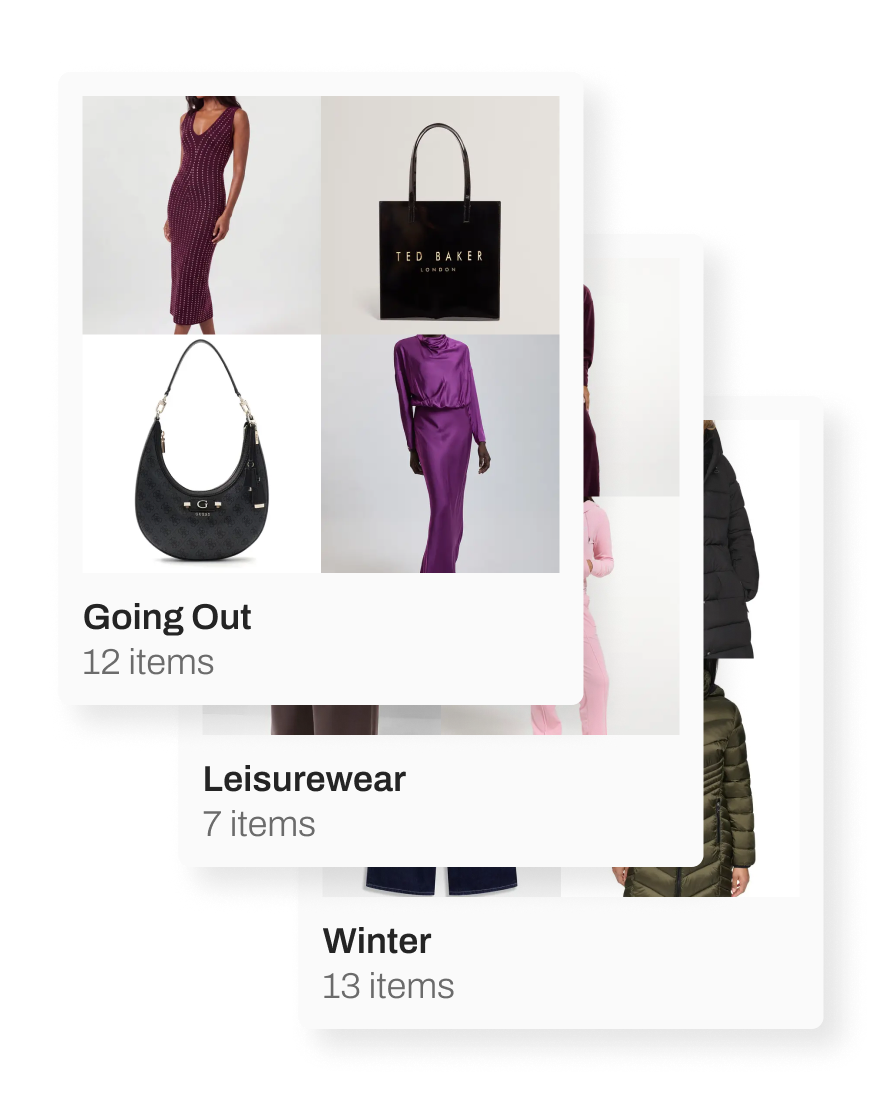 TED BAKER
LONDON
G
GUESS
Going Out
12 items
Leisurewear
7 items
Winter
13 items